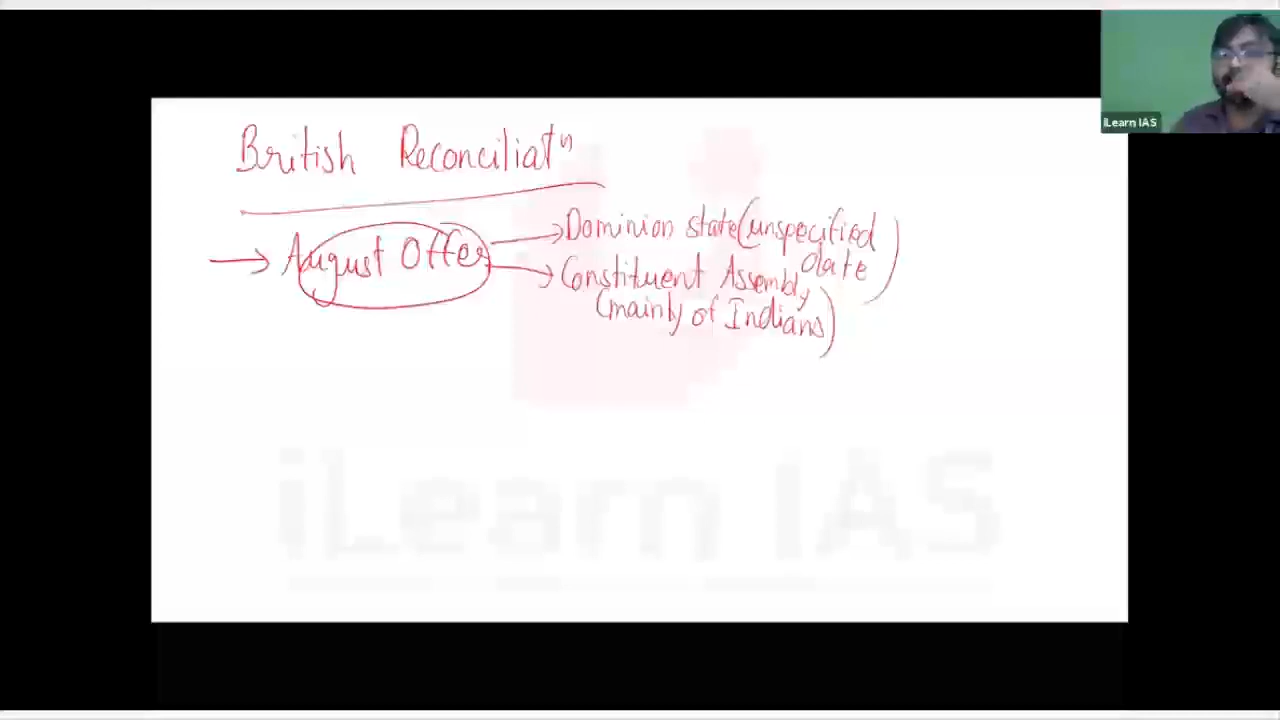 British Reconciliatn
→ August Offer → Dominion state (unspecified date)
→ Constituent Assembly
(mainly of Indians)
iLearn IAS
iLearn IAS